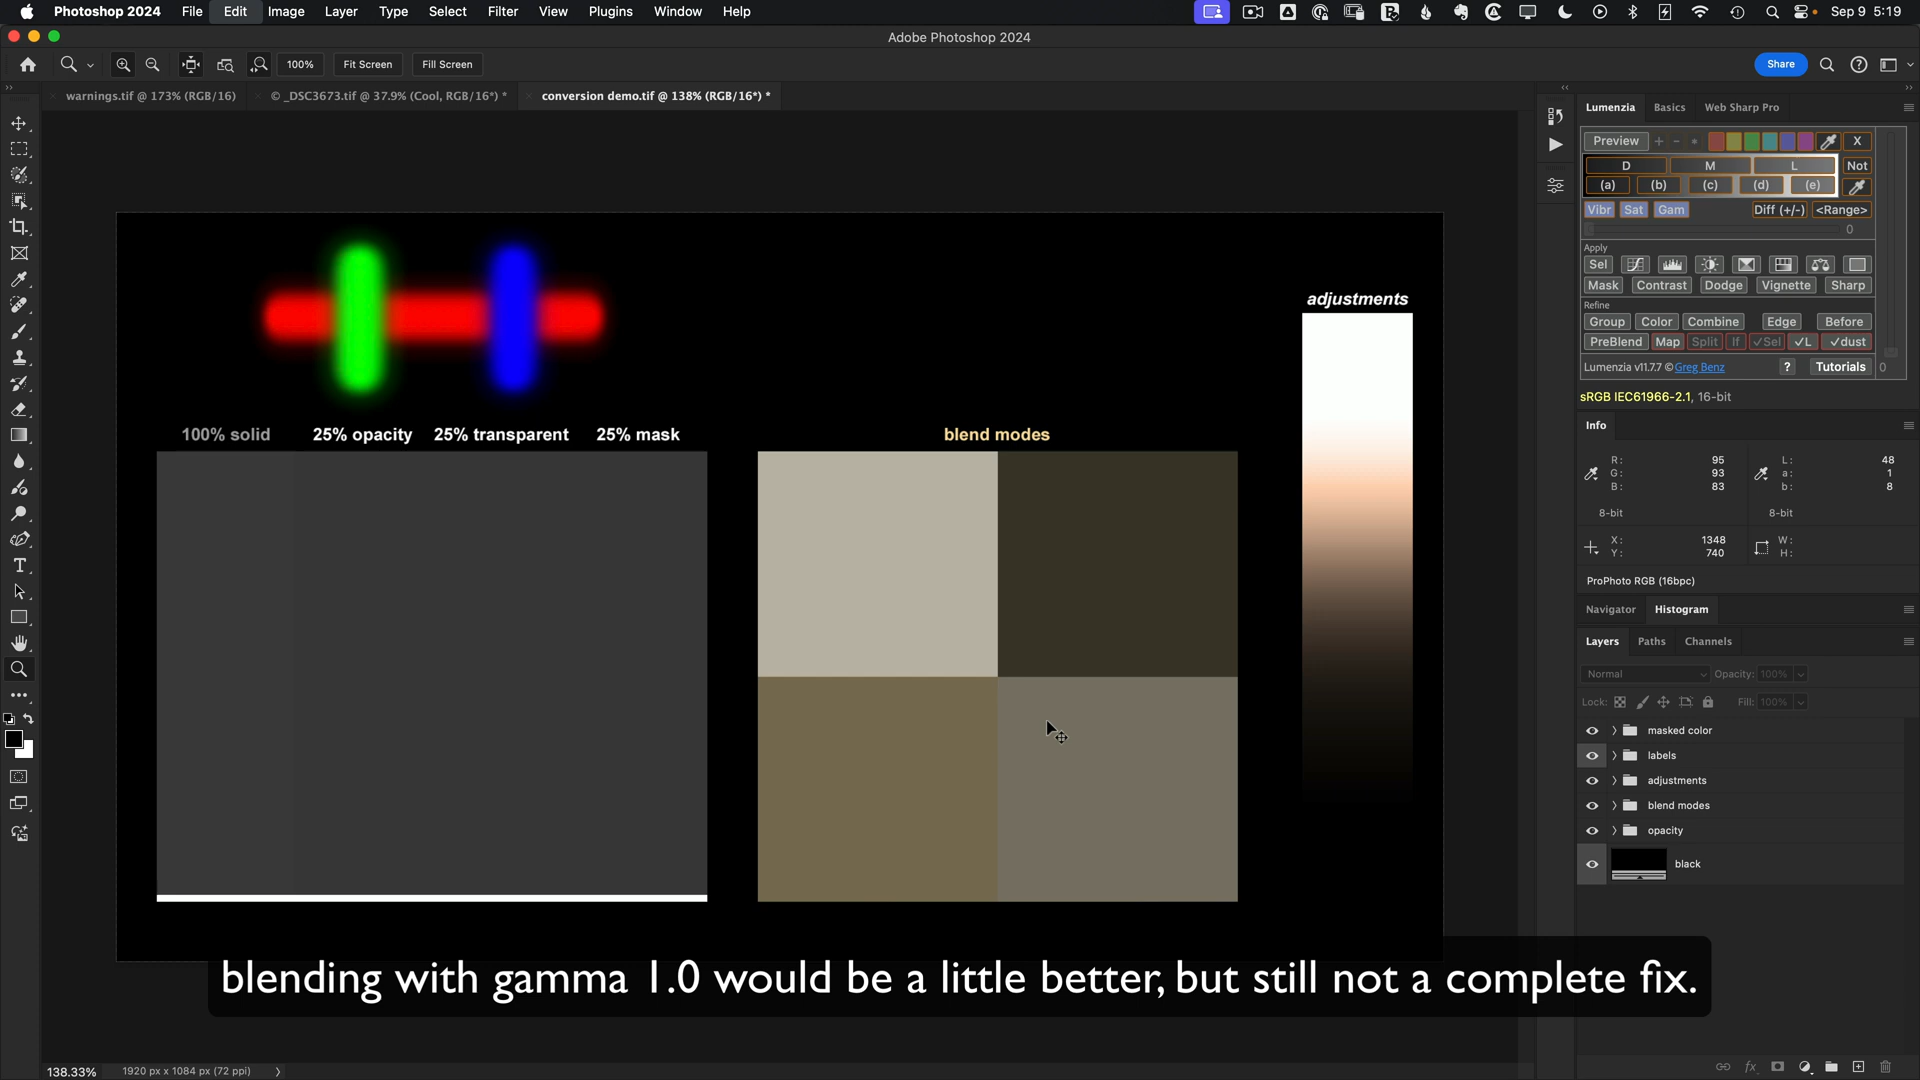 Photoshop 2024 File Edit Image Layer Type Select Filter View Plugins Window Help Sep 9 5:19
Adobe Photoshop 2024
100% Fit Screen Fill Screen Share
warnings.tif @ 173% (RGB/16) © _DSC3673.tif @ 37.9% (Cool, RGB/16*) * conversion demo.tif @ 138% (RGB/16*) *
Lumenzia Basics Web Sharp Pro
Preview + - * X
D M L Not
(a) (b) (c) (d) (e)
Vibr Sat Gam Diff (+/-) <Range>
0
Apply
Sel
Mask Contrast Dodge Vignette Sharp
Refine
Group Color Combine Edge Before
PreBlend Map Split If ✓Sel ✓L ✓dust
Lumenzia v11.7.7 © Greg Benz ? Tutorials 0
sRGB IEC61966-2.1, 16-bit
Info
R: 95 L: 48
G: 93 a: 1
B: 83 b: 8
8-bit 8-bit
X: 1348 W:
Y: 740 H:
ProPhoto RGB (16bpc)
Navigator Histogram
Layers Paths Channels
Normal Opacity: 100%
Lock: Fill: 100%
masked color
labels
adjustments
blend modes
opacity
black
fx
adjustments
100% solid 25% opacity 25% transparent 25% mask blend modes
blending with gamma 1.0 would be a little better, but still not a complete fix.
138.33% 1920 px x 1084 px (72 ppi)